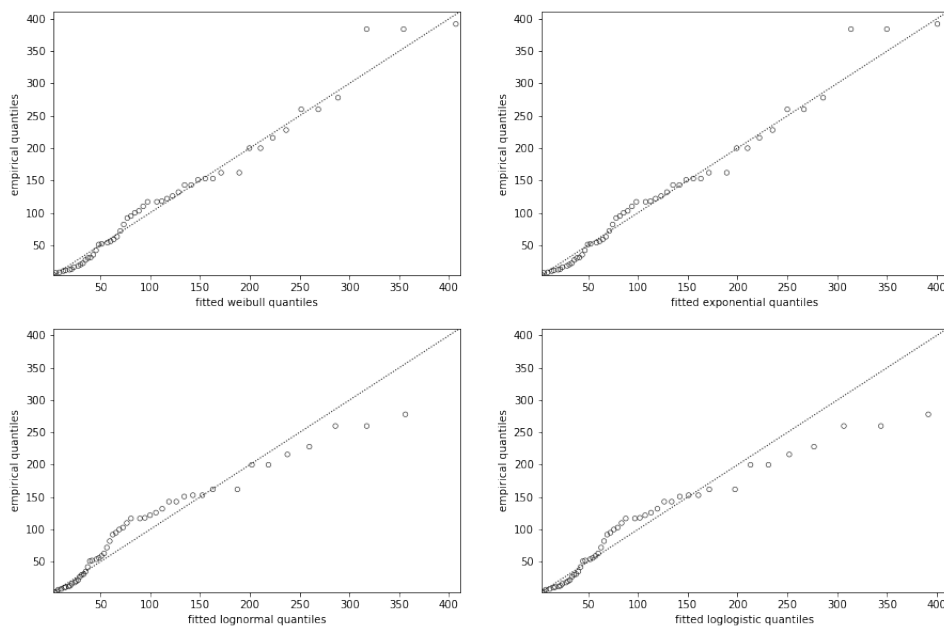 400
350
300
250
200
150
100
50
empirical quantiles
50 100 150 200 250 300 350 400
fitted weibull quantiles
400
350
300
250
200
150
100
50
empirical quantiles
50 100 150 200 250 300 350 400
fitted exponential quantiles
400
350
300
250
200
150
100
50
empirical quantiles
50 100 150 200 250 300 350 400
fitted lognormal quantiles
400
350
300
250
200
150
100
50
empirical quantiles
50 100 150 200 250 300 350 400
fitted loglogistic quantiles